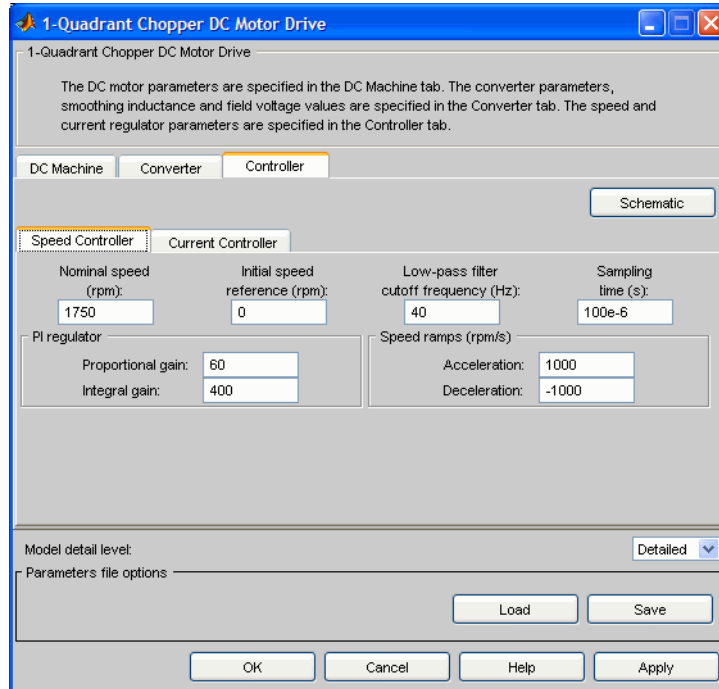 1-Quadrant Chopper DC Motor Drive
1-Quadrant Chopper DC Motor Drive
The DC motor parameters are specified in the DC Machine tab. The converter parameters,
smoothing inductance and field voltage values are specified in the Converter tab. The speed and
current regulator parameters are specified in the Controller tab.
DC Machine Converter Controller
Schematic
Speed Controller Current Controller
Nominal speed Initial speed Low-pass filter Sampling
(rpm): reference (rpm): cutoff frequency (Hz): time (s):
1750 0 40 100e-6
PI regulator Speed ramps (rpm/s)
Proportional gain: 60 Acceleration: 1000
Integral gain: 400 Deceleration: -1000
Model detail level: Detailed
Parameters file options
Load Save
OK Cancel Help Apply